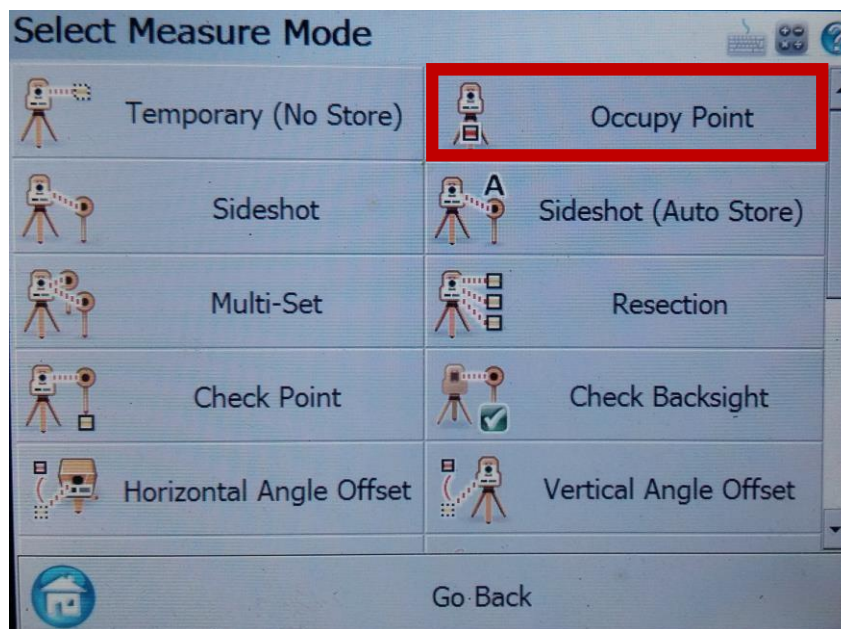 Select Measure Mode
Temporary (No Store)
Occupy Point
Sideshot
A
Sideshot (Auto Store)
Multi-Set
Resection
Check Point
Check Backsight
Horizontal Angle Offset
Vertical Angle Offset
Go Back